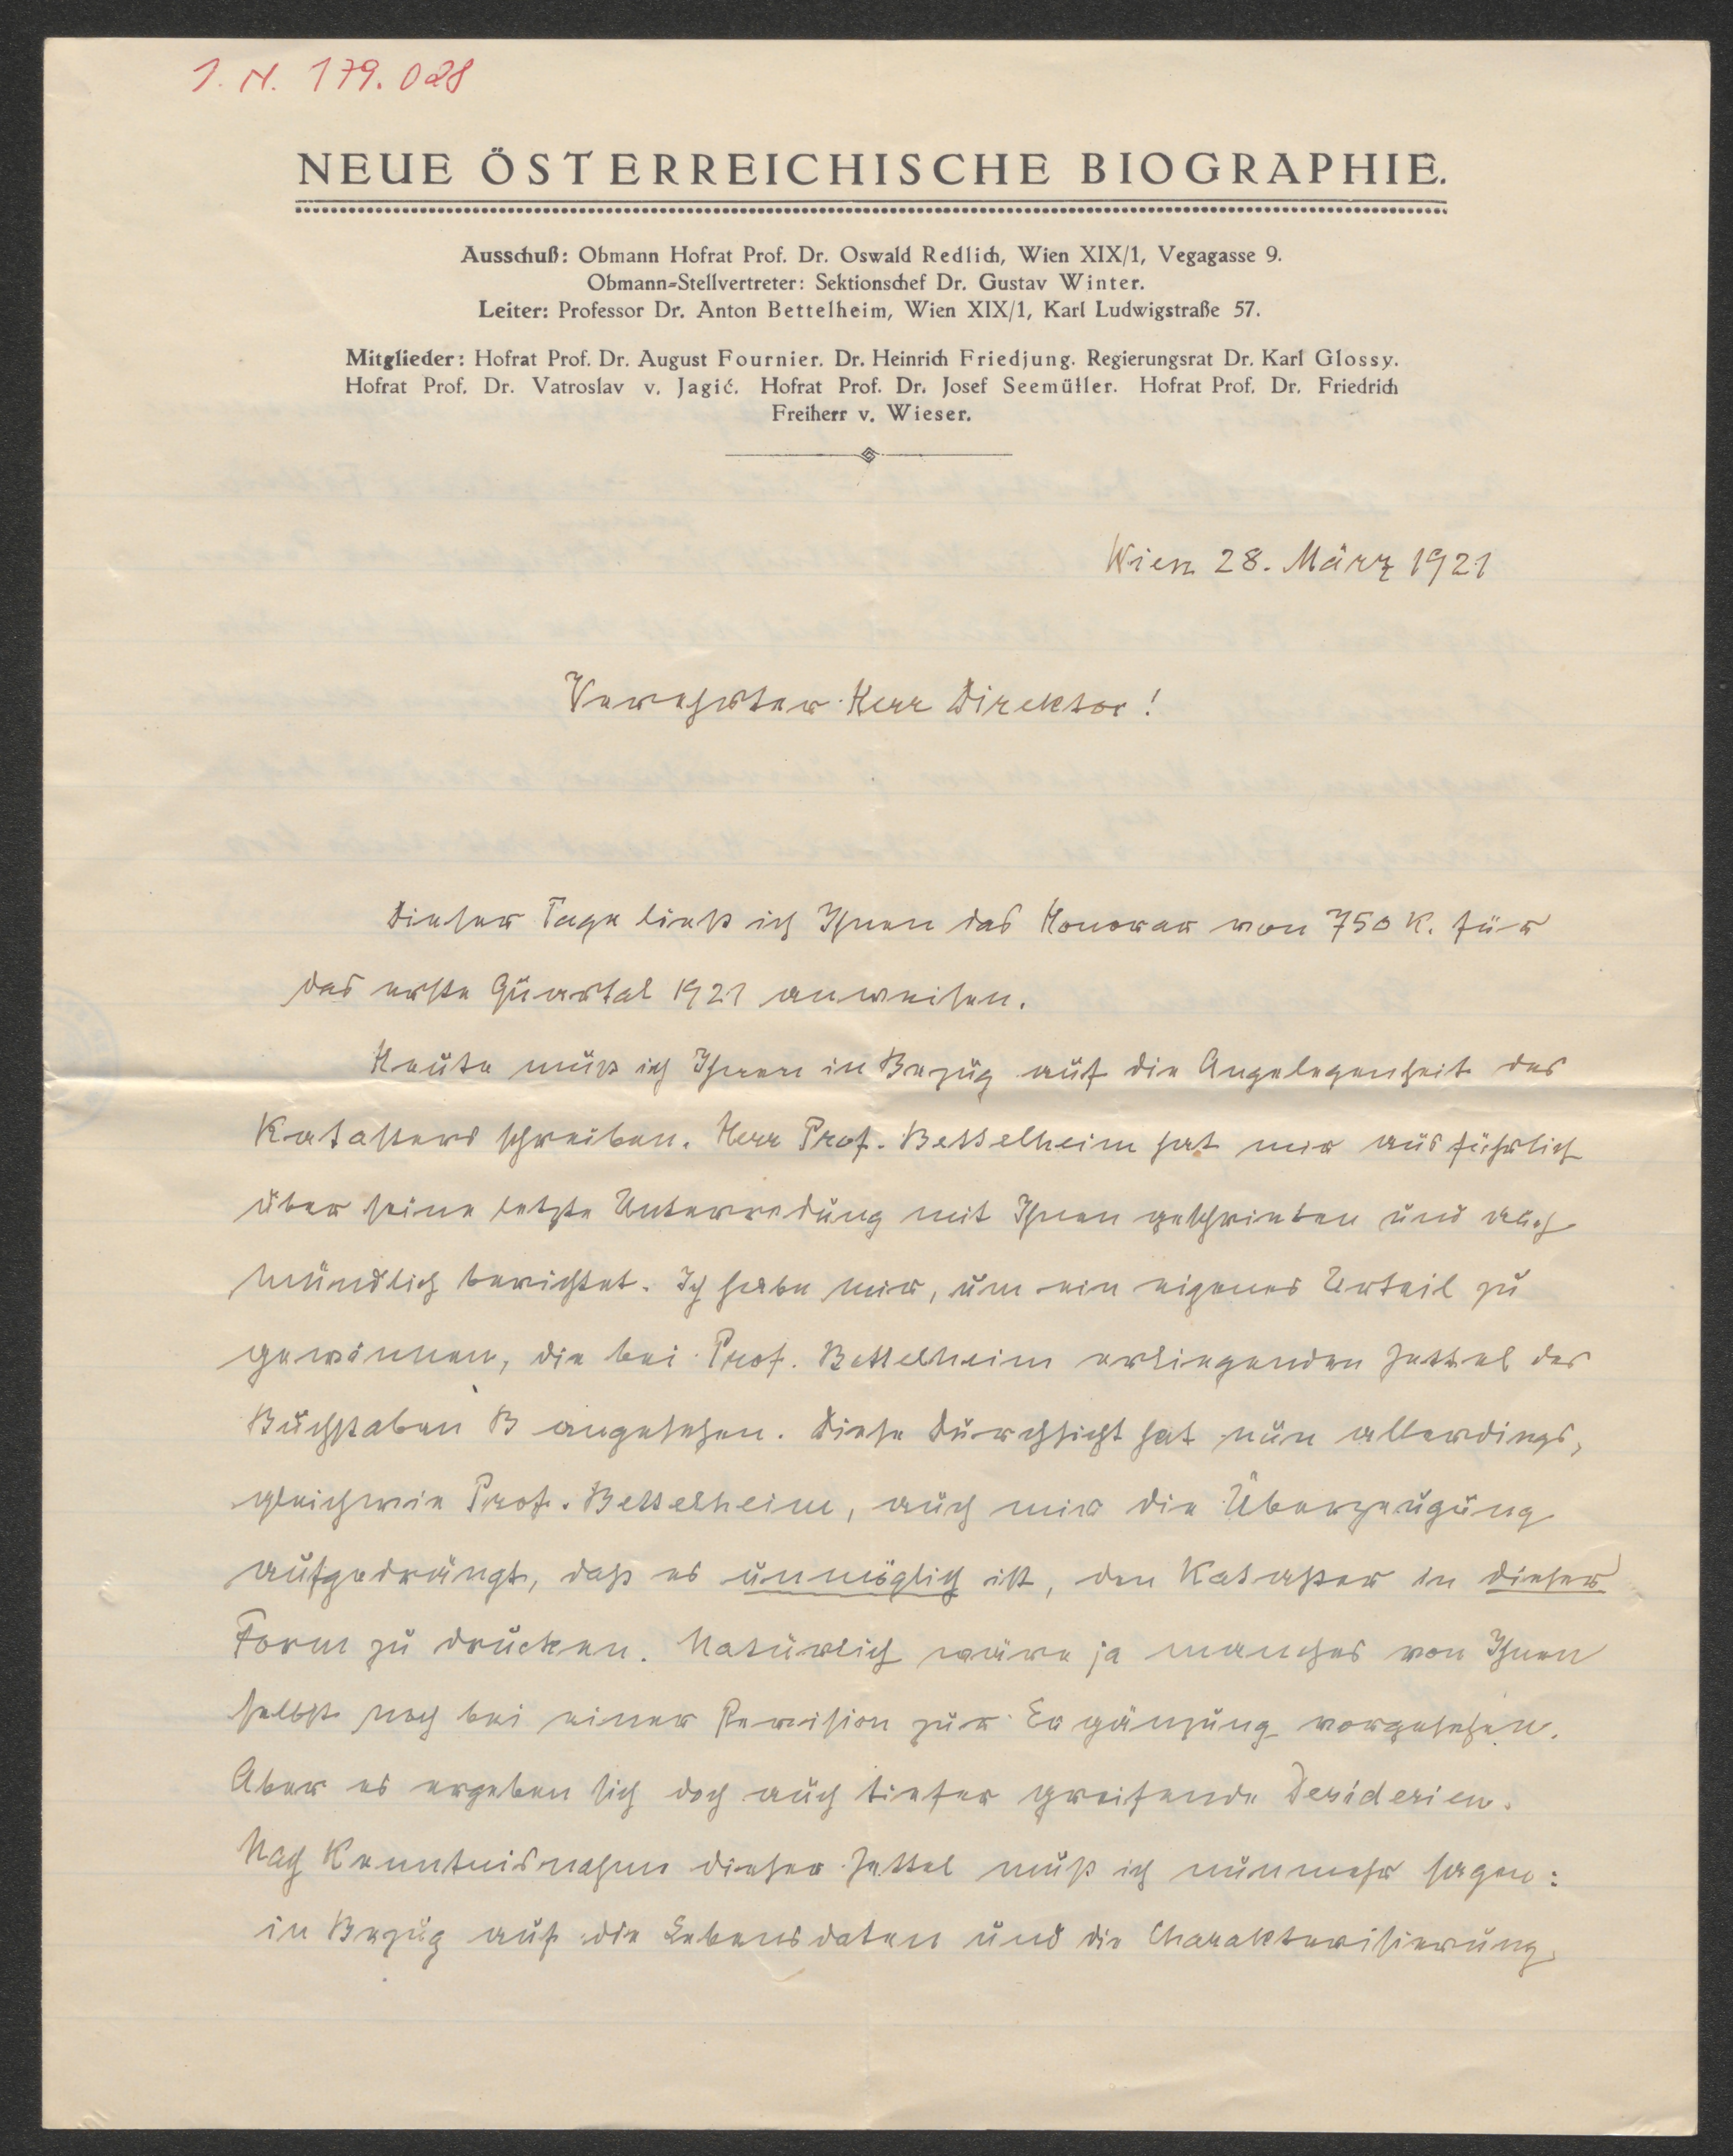 I. N. 179.028
NEUE ÖSTERREICHISCHE BIOGRAPHIE.
Ausschuß: Obmann Hofrat Prof. Dr. Oswald Redlich, Wien XIX/1, Vegagasse 9.
Obmann-Stellvertreter: Sektionschef Dr. Gustav Winter.
Leiter: Professor Dr. Anton Bettelheim, Wien XIX/1, Karl Ludwigstraße 57.
Mitglieder: Hofrat Prof. Dr. August Fournier. Dr. Heinrich Friedjung. Regierungsrat Dr. Karl Glossy.
Hofrat Prof. Dr. Vatroslav v. Jagić. Hofrat Prof. Dr. Josef Seemüller. Hofrat Prof. Dr. Friedrich
Freiherr v. Wieser.
Wien 28. März 1921
Verehrter Herr Direktor!
Dieser Tage ließ ich Ihnen das Honorar von 750 K. für
das erste Quartal 1921 anweisen.
Heute muß ich Ihnen in Bezug auf die Angelegenheit des
Katasters schreiben. Herr Prof. Bettelheim hat mir ausführlich
über seine letzte Unterredung mit Ihnen geschrieben und auch
mündlich berichtet. Ich habe mir, um ein eigenes Urteil zu
gewinnen, die bei Prof. Bettelheim erliegenden Zettel des
Buchstaben B angesehen. Diese Durchsicht hat nun allerdings,
gleichwie Prof. Bettelheim, auch mir die Überzeugung
aufgedrängt, daß es unmöglich ist, den Kataster in dieser
Form zu drucken. Natürlich wäre ja manches von Ihnen
selbst noch bei einer Revision zur Ergänzung vorgesehen.
Aber es ergeben sich doch auch tiefer greifende Desiderien.
Nach Kenntnisnahme dieser Zettel muß ich nunmehr sagen:
in Bezug auf die Lebensdaten und die Charakterisierung